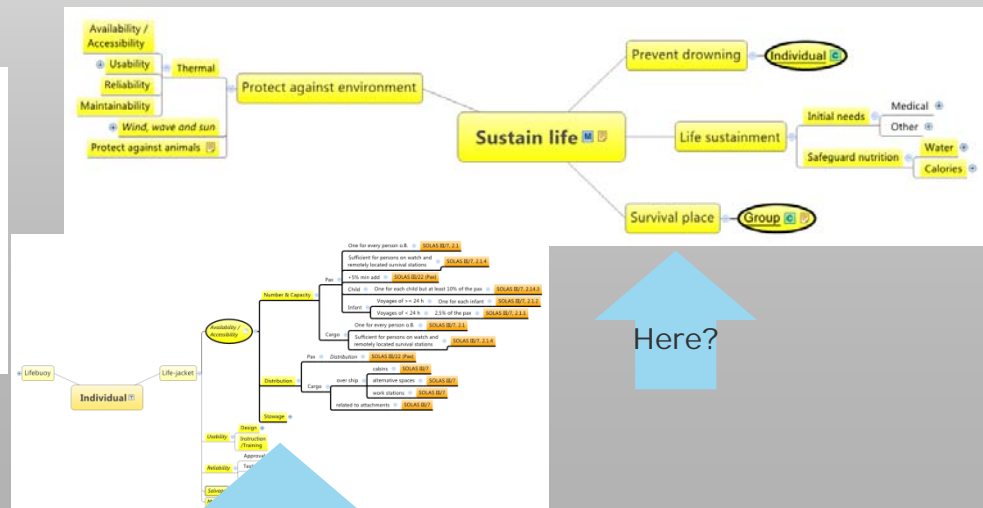 Availability /
Accessibility
Usability
Thermal
Reliability
Maintainability
Wind, wave and sun
Protect against animals
Protect against environment
Sustain life
Prevent drowning
Individual
Life sustainment
Initial needs
Medical
Other
Safeguard nutrition
Water
Calories
Survival place
Group
Here?
Lifebuoy
Individual
Life-jacket
Availability /
Accessibility
Number & Capacity
Pax
One for every person o.B.
SOLAS III/7, 2.1
Sufficient for persons on watch and
remotely located survival stations
SOLAS III/7, 2.1.4
+5% min add
SOLAS III/22 (Pax)
Child
One for each child but at least 10% of the pax
SOLAS III/7, 2.14.3
Infant
Voyages of >= 24 h
One for each infant
SOLAS III/7, 2.1.2
Voyages of < 24 h
2,5% of the pax
SOLAS III/7, 2.1.1
Cargo
One for every person o.B.
SOLAS III/7, 2.1
Sufficient for persons on watch and
remotely located survival stations
SOLAS III/7, 2.1.4
Distribution
Pax
Distribution
SOLAS III/22 (Pax)
Cargo
over ship
cabins
SOLAS III/7
alternative spaces
SOLAS III/7
work stations
SOLAS III/7
related to attachments
SOLAS III/7
Stowage
Usability
Design
Instruction
/Training
Reliability
Approval